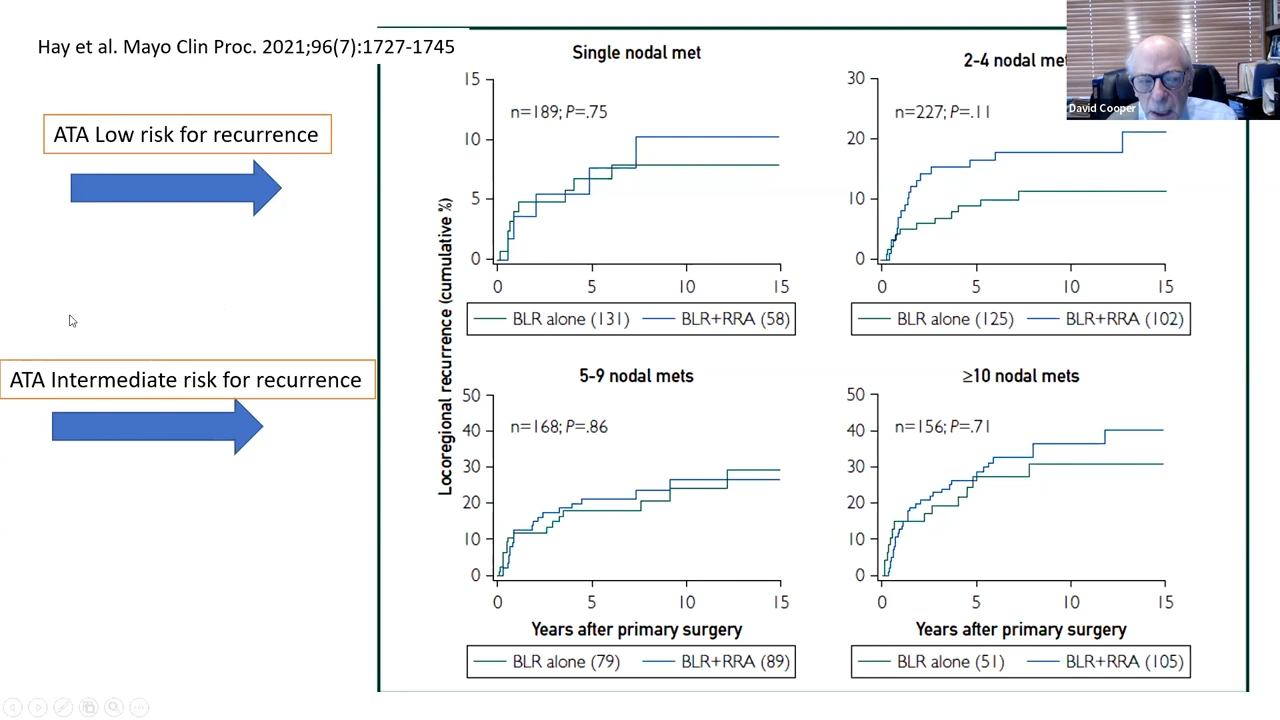 Hay et al. Mayo Clin Proc. 2021;96(7):1727-1745
ATA Low risk for recurrence
ATA Intermediate risk for recurrence
Locoregional recurrence (cumulative %)
Single nodal met
15
10
5
0
n=189; P=.75
0 5 10 15
BLR alone (131) BLR+RRA (58)
2-4 nodal met
30
20
10
0
n=227; P=.11
0 5 10 15
BLR alone (125) BLR+RRA (102)
David Cooper
5-9 nodal mets
50
40
30
20
10
0
n=168; P=.86
0 5 10 15
Years after primary surgery
BLR alone (79) BLR+RRA (89)
≥10 nodal mets
50
40
30
20
10
0
n=156; P=.71
0 5 10 15
Years after primary surgery
BLR alone (51) BLR+RRA (105)